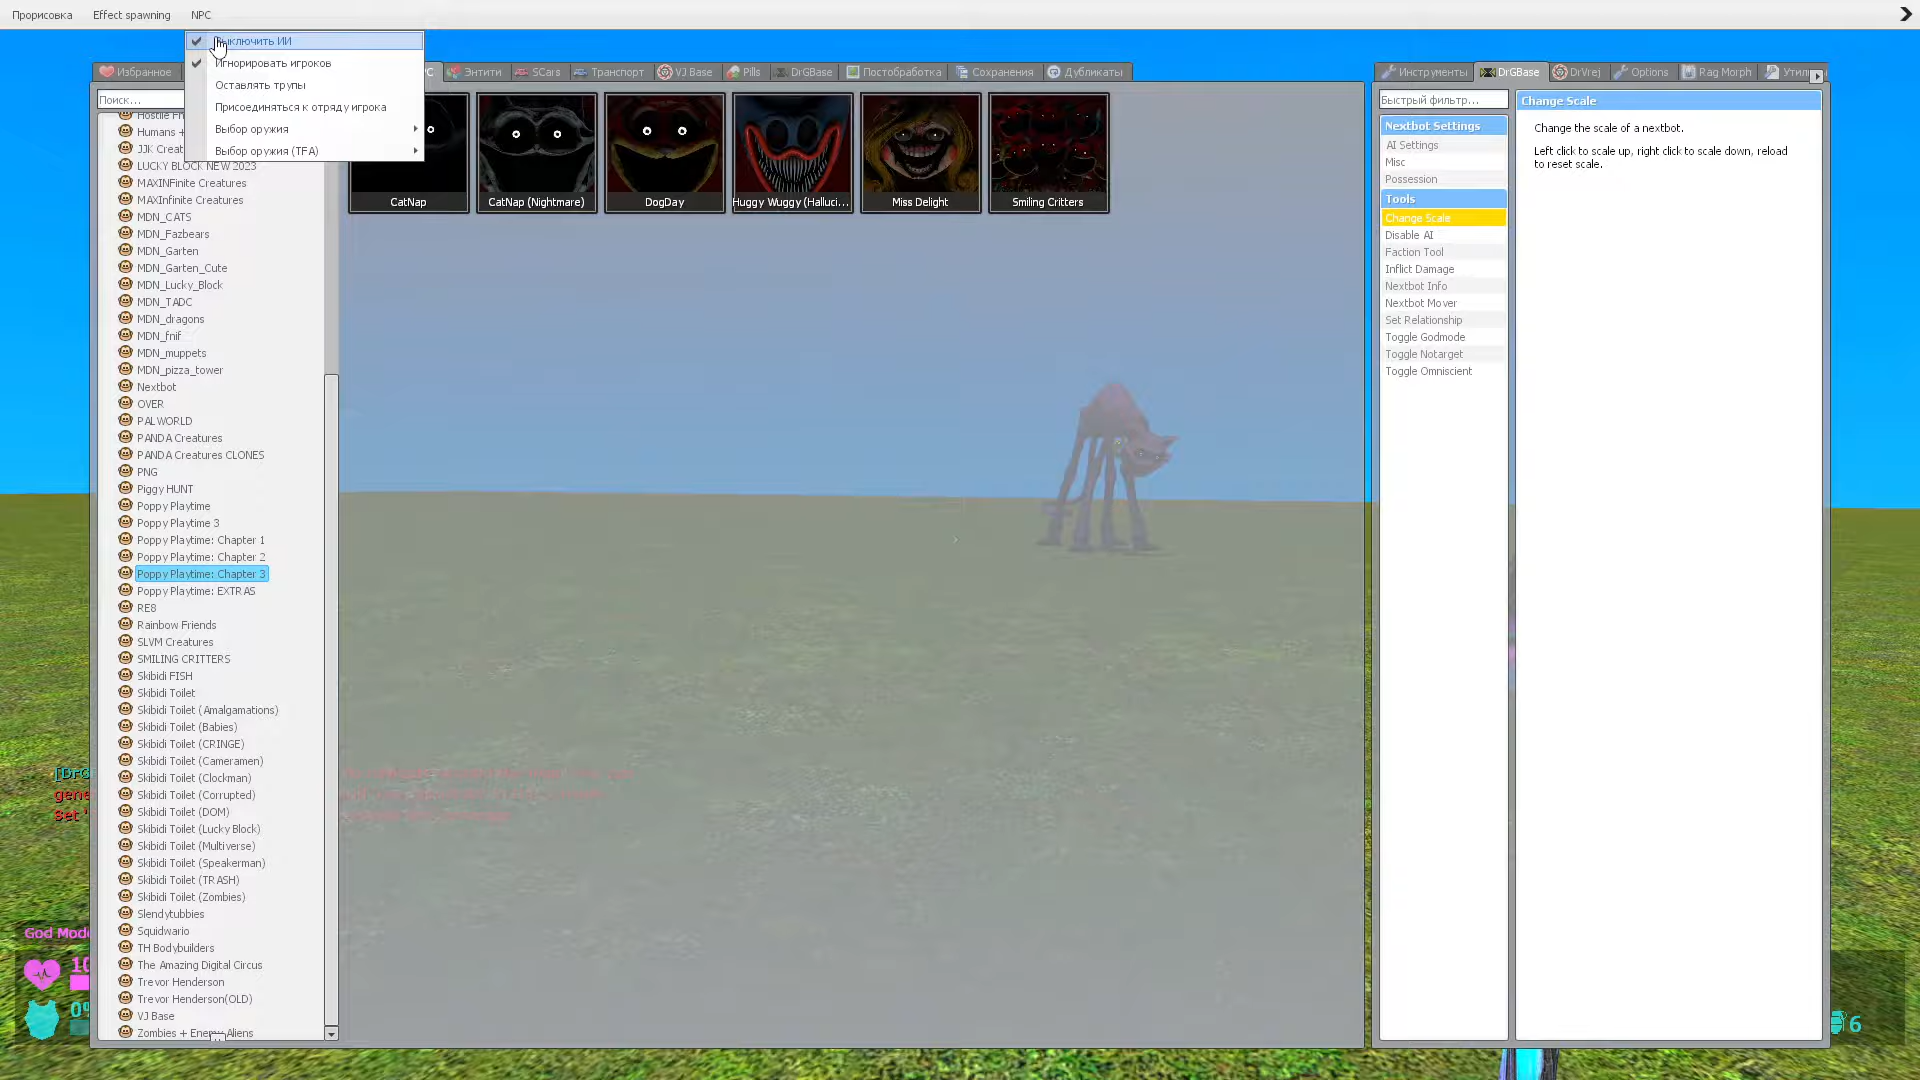 Прорисовка Effect spawning NPC
Выключить ИИ
Игнорировать игроков
Оставлять трупы
Присоединяться к отряду игрока
Выбор оружия
Выбор оружия (TFA)
Избранное
Энтити SCars Транспорт VJ Base Pills DrGBase Постобработка Сохранения Дубликаты
Поиск...
Humans +
LUCKY BLOCK NEW 2023
MAXINFinite Creatures
MAXInfinite Creatures
MDN_CATS
MDN_Fazbears
MDN_Garten
MDN_Garten_Cute
MDN_Lucky_Block
MDN_TADC
MDN_dragons
MDN_fnif
MDN_muppets
MDN_pizza_tower
Nextbot
OVER
PALWORLD
PANDA Creatures
PANDA Creatures CLONES
PNG
Piggy HUNT
Poppy Playtime
Poppy Playtime 3
Poppy Playtime: Chapter 1
Poppy Playtime: Chapter 2
Poppy Playtime: Chapter 3
Poppy Playtime: EXTRAS
RE8
Rainbow Friends
SLVM Creatures
SMILING CRITTERS
Skibidi FISH
Skibidi Toilet
Skibidi Toilet (Amalgamations)
Skibidi Toilet (Babies)
Skibidi Toilet (CRINGE)
Skibidi Toilet (Cameramen)
Skibidi Toilet (Clockman)
Skibidi Toilet (Corrupted)
Skibidi Toilet (DOM)
Skibidi Toilet (Lucky Block)
Skibidi Toilet (Multiverse)
Skibidi Toilet (Speakerman)
Skibidi Toilet (TRASH)
Skibidi Toilet (Zombies)
Slendytubbies
Squidwario
TH Bodybuilders
The Amazing Digital Circus
Trevor Henderson
Trevor Henderson(OLD)
VJ Base
Zombies + Enemy Aliens
CatNap
CatNap (Nightmare)
DogDay
Huggy Wuggy (Halluci...
Miss Delight
Smiling Critters
Инструменты DrGBase DrVrej Options Rag Morph
Быстрый фильтр...
Nextbot Settings
AI Settings
Misc
Possession
Tools
Change Scale
Disable AI
Faction Tool
Inflict Damage
Nextbot Info
Nextbot Mover
Set Relationship
Toggle Godmode
Toggle Notarget
Toggle Omniscient
Change Scale
Change the scale of a nextbot.
Left click to scale up, right click to scale down, reload
to reset scale.
God Mode
6